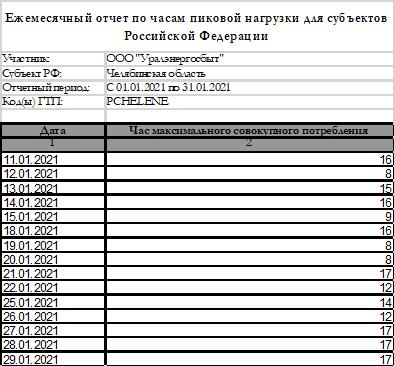 Ежемесячный отчет по часам пиковой нагрузки для субъектов
Российской Федерации
Участник: ООО "Уралэнергосбыт"
Субъект РФ: Челябинская область
Отчетный период: С 01.01.2021 по 31.01.2021
Код(ы) ГТП: PCHELENE
Дата Час максимального совокупного потребления
1 2
11.01.2021 16
12.01.2021 8
13.01.2021 15
14.01.2021 16
15.01.2021 9
18.01.2021 16
19.01.2021 8
20.01.2021 8
21.01.2021 17
22.01.2021 12
25.01.2021 14
26.01.2021 12
27.01.2021 17
28.01.2021 17
29.01.2021 17